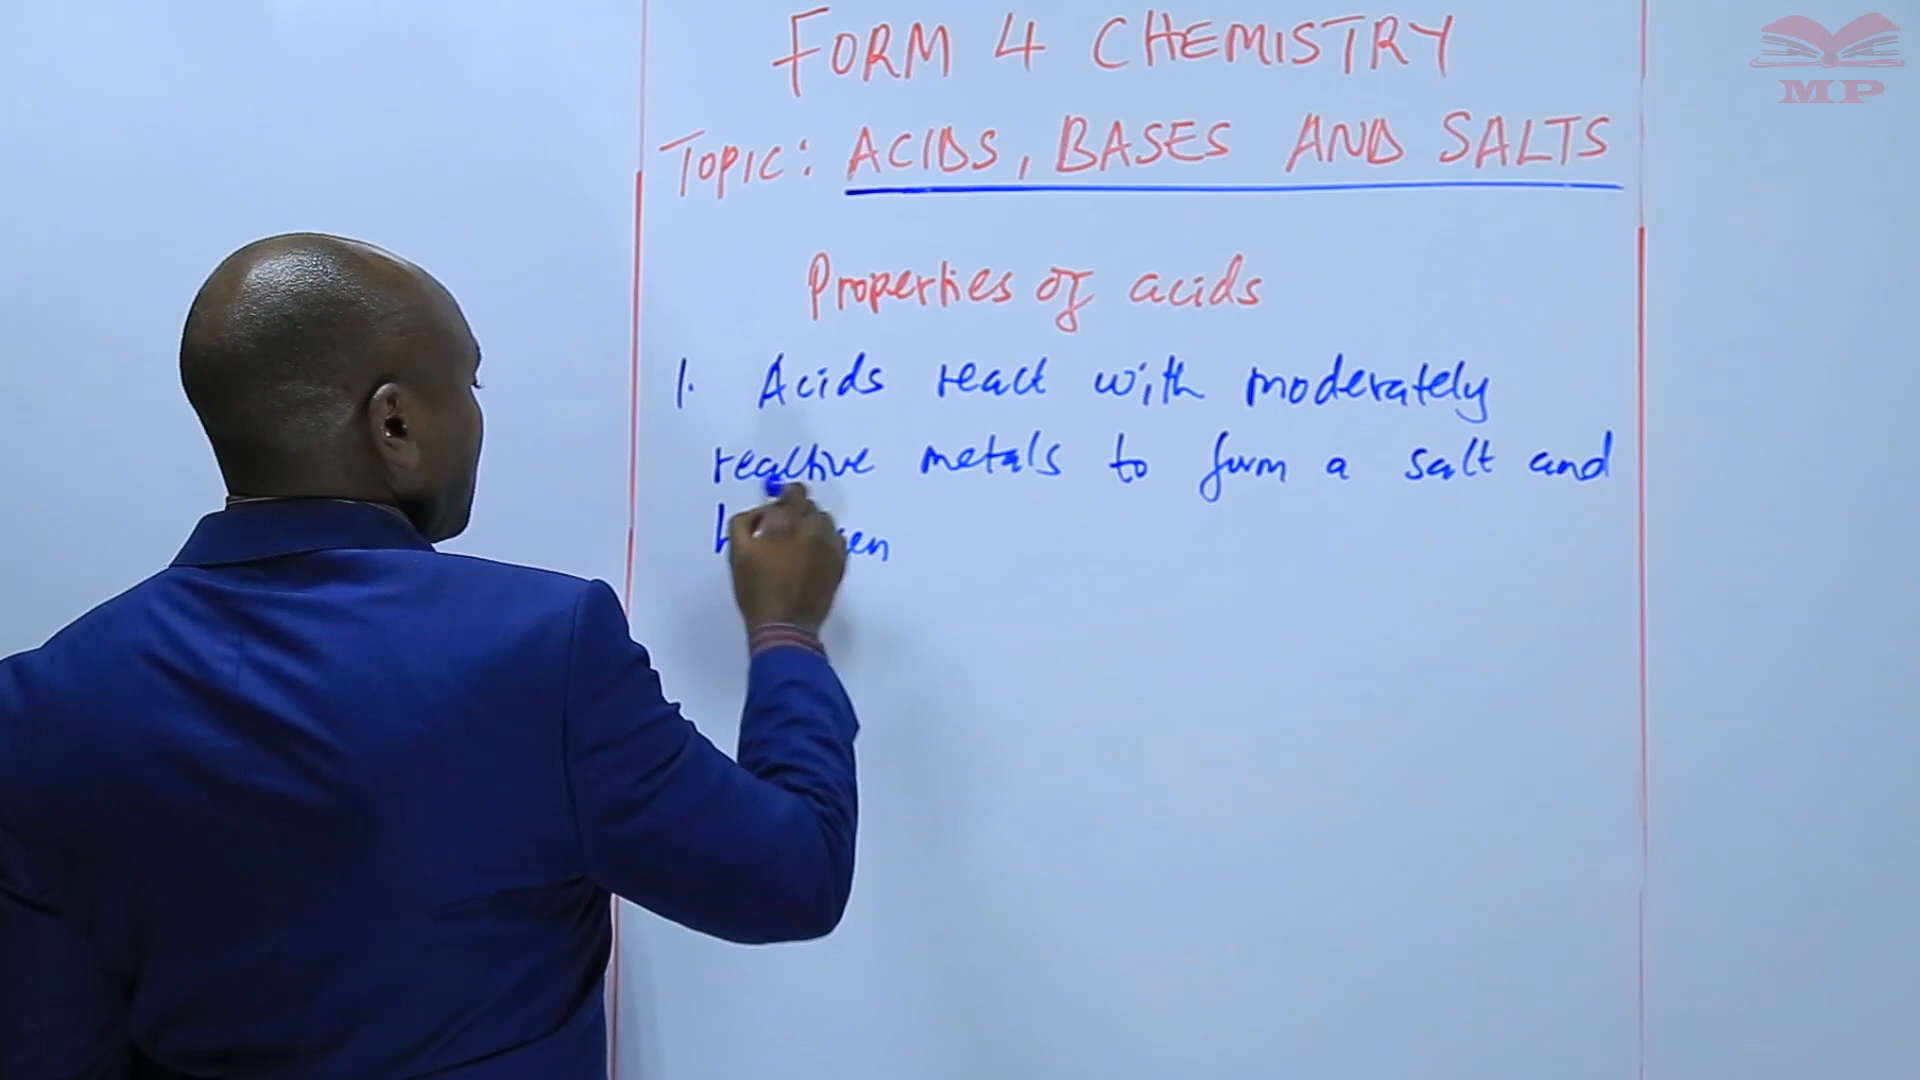 FORM 4 CHEMISTRY
MP
TOPIC: ACIDS, BASES AND SALTS
Properties of acids
1. Acids react with moderately
reactive metals to form a salt and